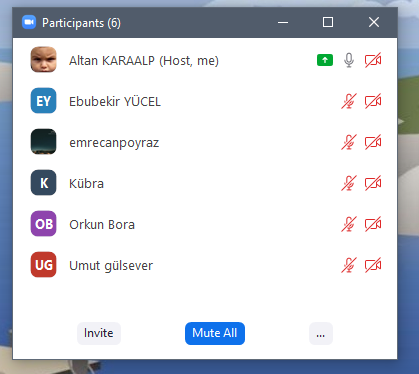 Participants (6)
Altan KARAALP (Host, me)
EY Ebubekir YÜCEL
emrecanpoyraz
K Kübra
OB Orkun Bora
UG Umut gülsever
Invite Mute All ...